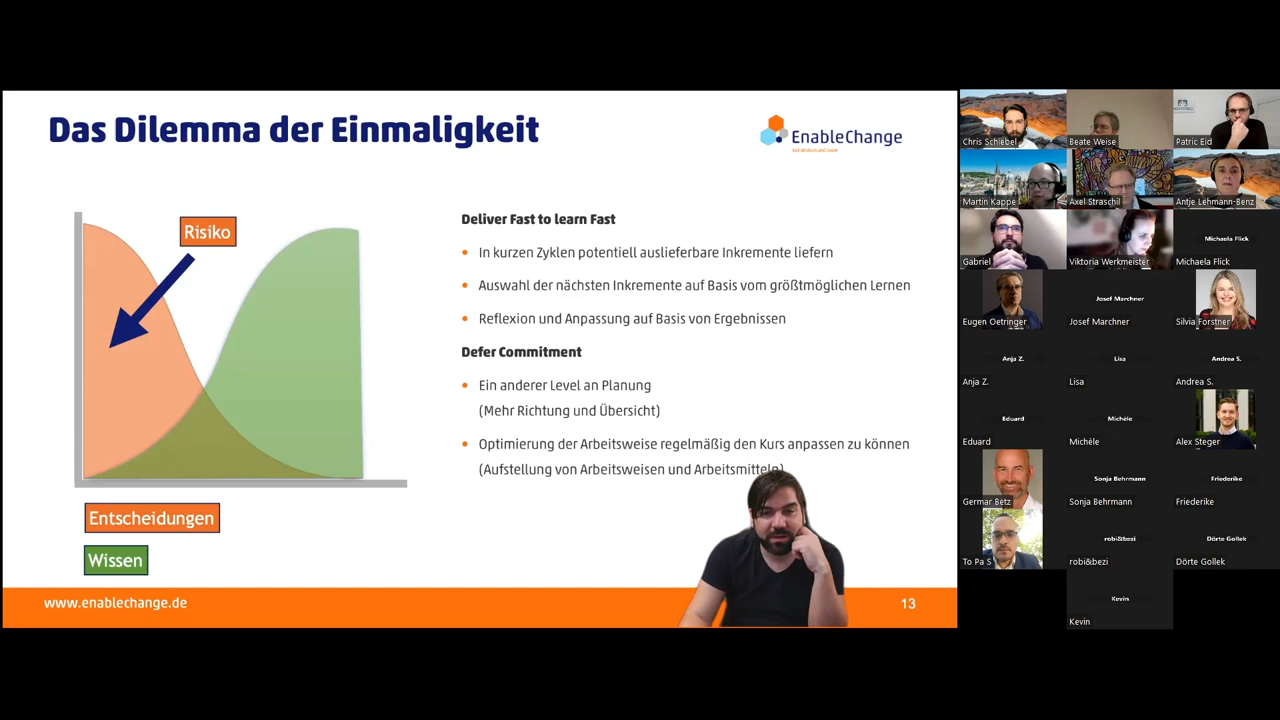 Das Dilemma der Einmaligkeit
EnableChange
Risiko
Entscheidungen
Wissen
Deliver Fast to learn Fast
In kurzen Zyklen potentiell auslieferbare Inkremente liefern
Auswahl der nächsten Inkremente auf Basis vom größtmöglichen Lernen
Reflexion und Anpassung auf Basis von Ergebnissen
Defer Commitment
Ein anderer Level an Planung
(Mehr Richtung und Übersicht)
Optimierung der Arbeitsweise regelmäßig den Kurs anpassen zu können
(Aufstellung von Arbeitsweisen und Arbeitsmitteln)
www.enablechange.de
13
Chris Schiebel
Beate Weise
Patric Eid
Martin Kappe
Axel Straschil
Antje Lehmann-Benz
Gabriel
Viktoria Werkmeister
Michaela Flick
Michaela Flick
Eugen Oetringer
Josef Marchner
Josef Marchner
Silvia Forstner
Anja Z.
Anja Z.
Lisa
Lisa
Andrea S.
Andrea S.
Eduard
Eduard
Michèle
Michèle
Alex Steger
Germar Betz
Sonja Behrmann
Sonja Behrmann
Friederike
Friederike
To Pa S
robi&bezi
robi&bezi
Dörte Gollek
Dörte Gollek
Kevin
Kevin